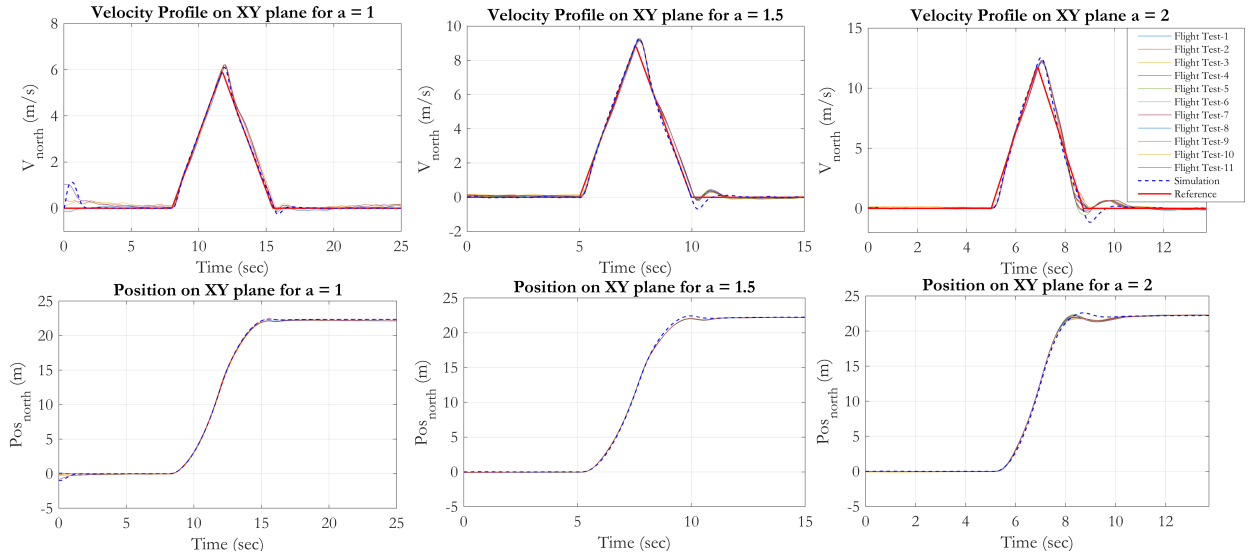 Velocity Profile on XY plane for a = 1
8
6
4
2
0
V_north (m/s)
0 5 10 15 20 25
Time (sec)
Velocity Profile on XY plane for a = 1.5
10
8
6
4
2
0
-2
V_north (m/s)
0 5 10 15
Time (sec)
Velocity Profile on XY plane a = 2
15
10
5
0
V_north (m/s)
0 2 4 6 8 10 12
Time (sec)
Flight Test-1
Flight Test-2
Flight Test-3
Flight Test-4
Flight Test-5
Flight Test-6
Flight Test-7
Flight Test-8
Flight Test-9
Flight Test-10
Flight Test-11
Simulation
Reference
Position on XY plane for a = 1
25
20
15
10
5
0
-5
Pos_north (m)
0 5 10 15 20 25
Time (sec)
Position on XY plane for a = 1.5
25
20
15
10
5
0
-5
Pos_north (m)
0 5 10 15
Time (sec)
Position on XY plane for a = 2
25
20
15
10
5
0
-5
Pos_north (m)
0 2 4 6 8 10 12
Time (sec)